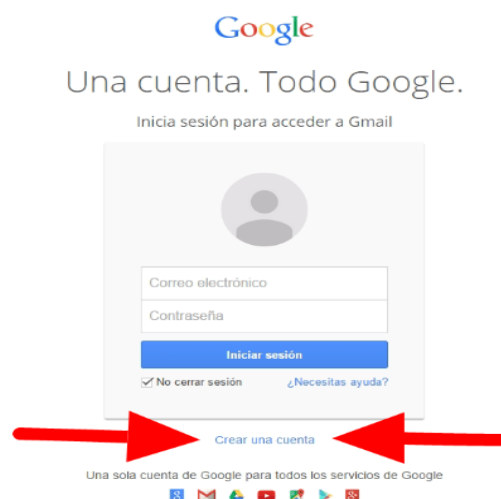 Google
Una cuenta. Todo Google.
Inicia sesión para acceder a Gmail
Correo electrónico
Contraseña
Iniciar sesión
No cerrar sesión ¿Necesitas ayuda?
Crear una cuenta
Una sola cuenta de Google para todos los servicios de Google